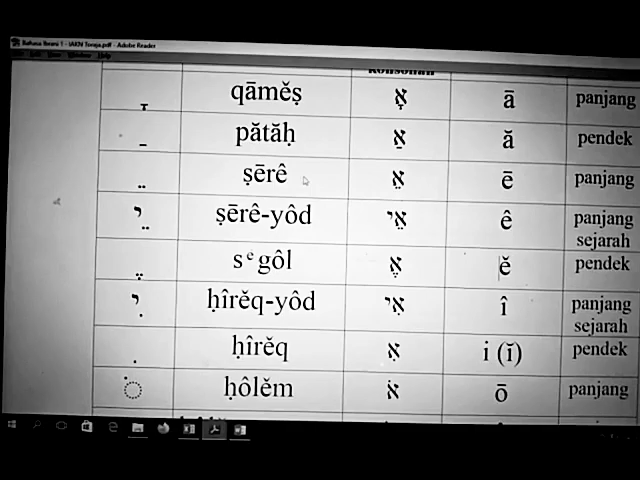 Bahasa Ibrani 1 - IAKN Toraja.pdf - Adobe Reader
konsonan
ָ qāmĕṣ אָ ā panjang
ַ pătăḥ אַ ă pendek
ֵ ṣērê אֵ ē panjang
ֵי ṣērê-yôd אֵי ê panjang
sejarah
ֶ sᵉgôl אֶ ĕ pendek
ִי ḥîrĕq-yôd אִי î panjang
sejarah
ִ ḥîrĕq אִ i (ĭ) pendek
ֹ ḥôlĕm אֹ ō panjang